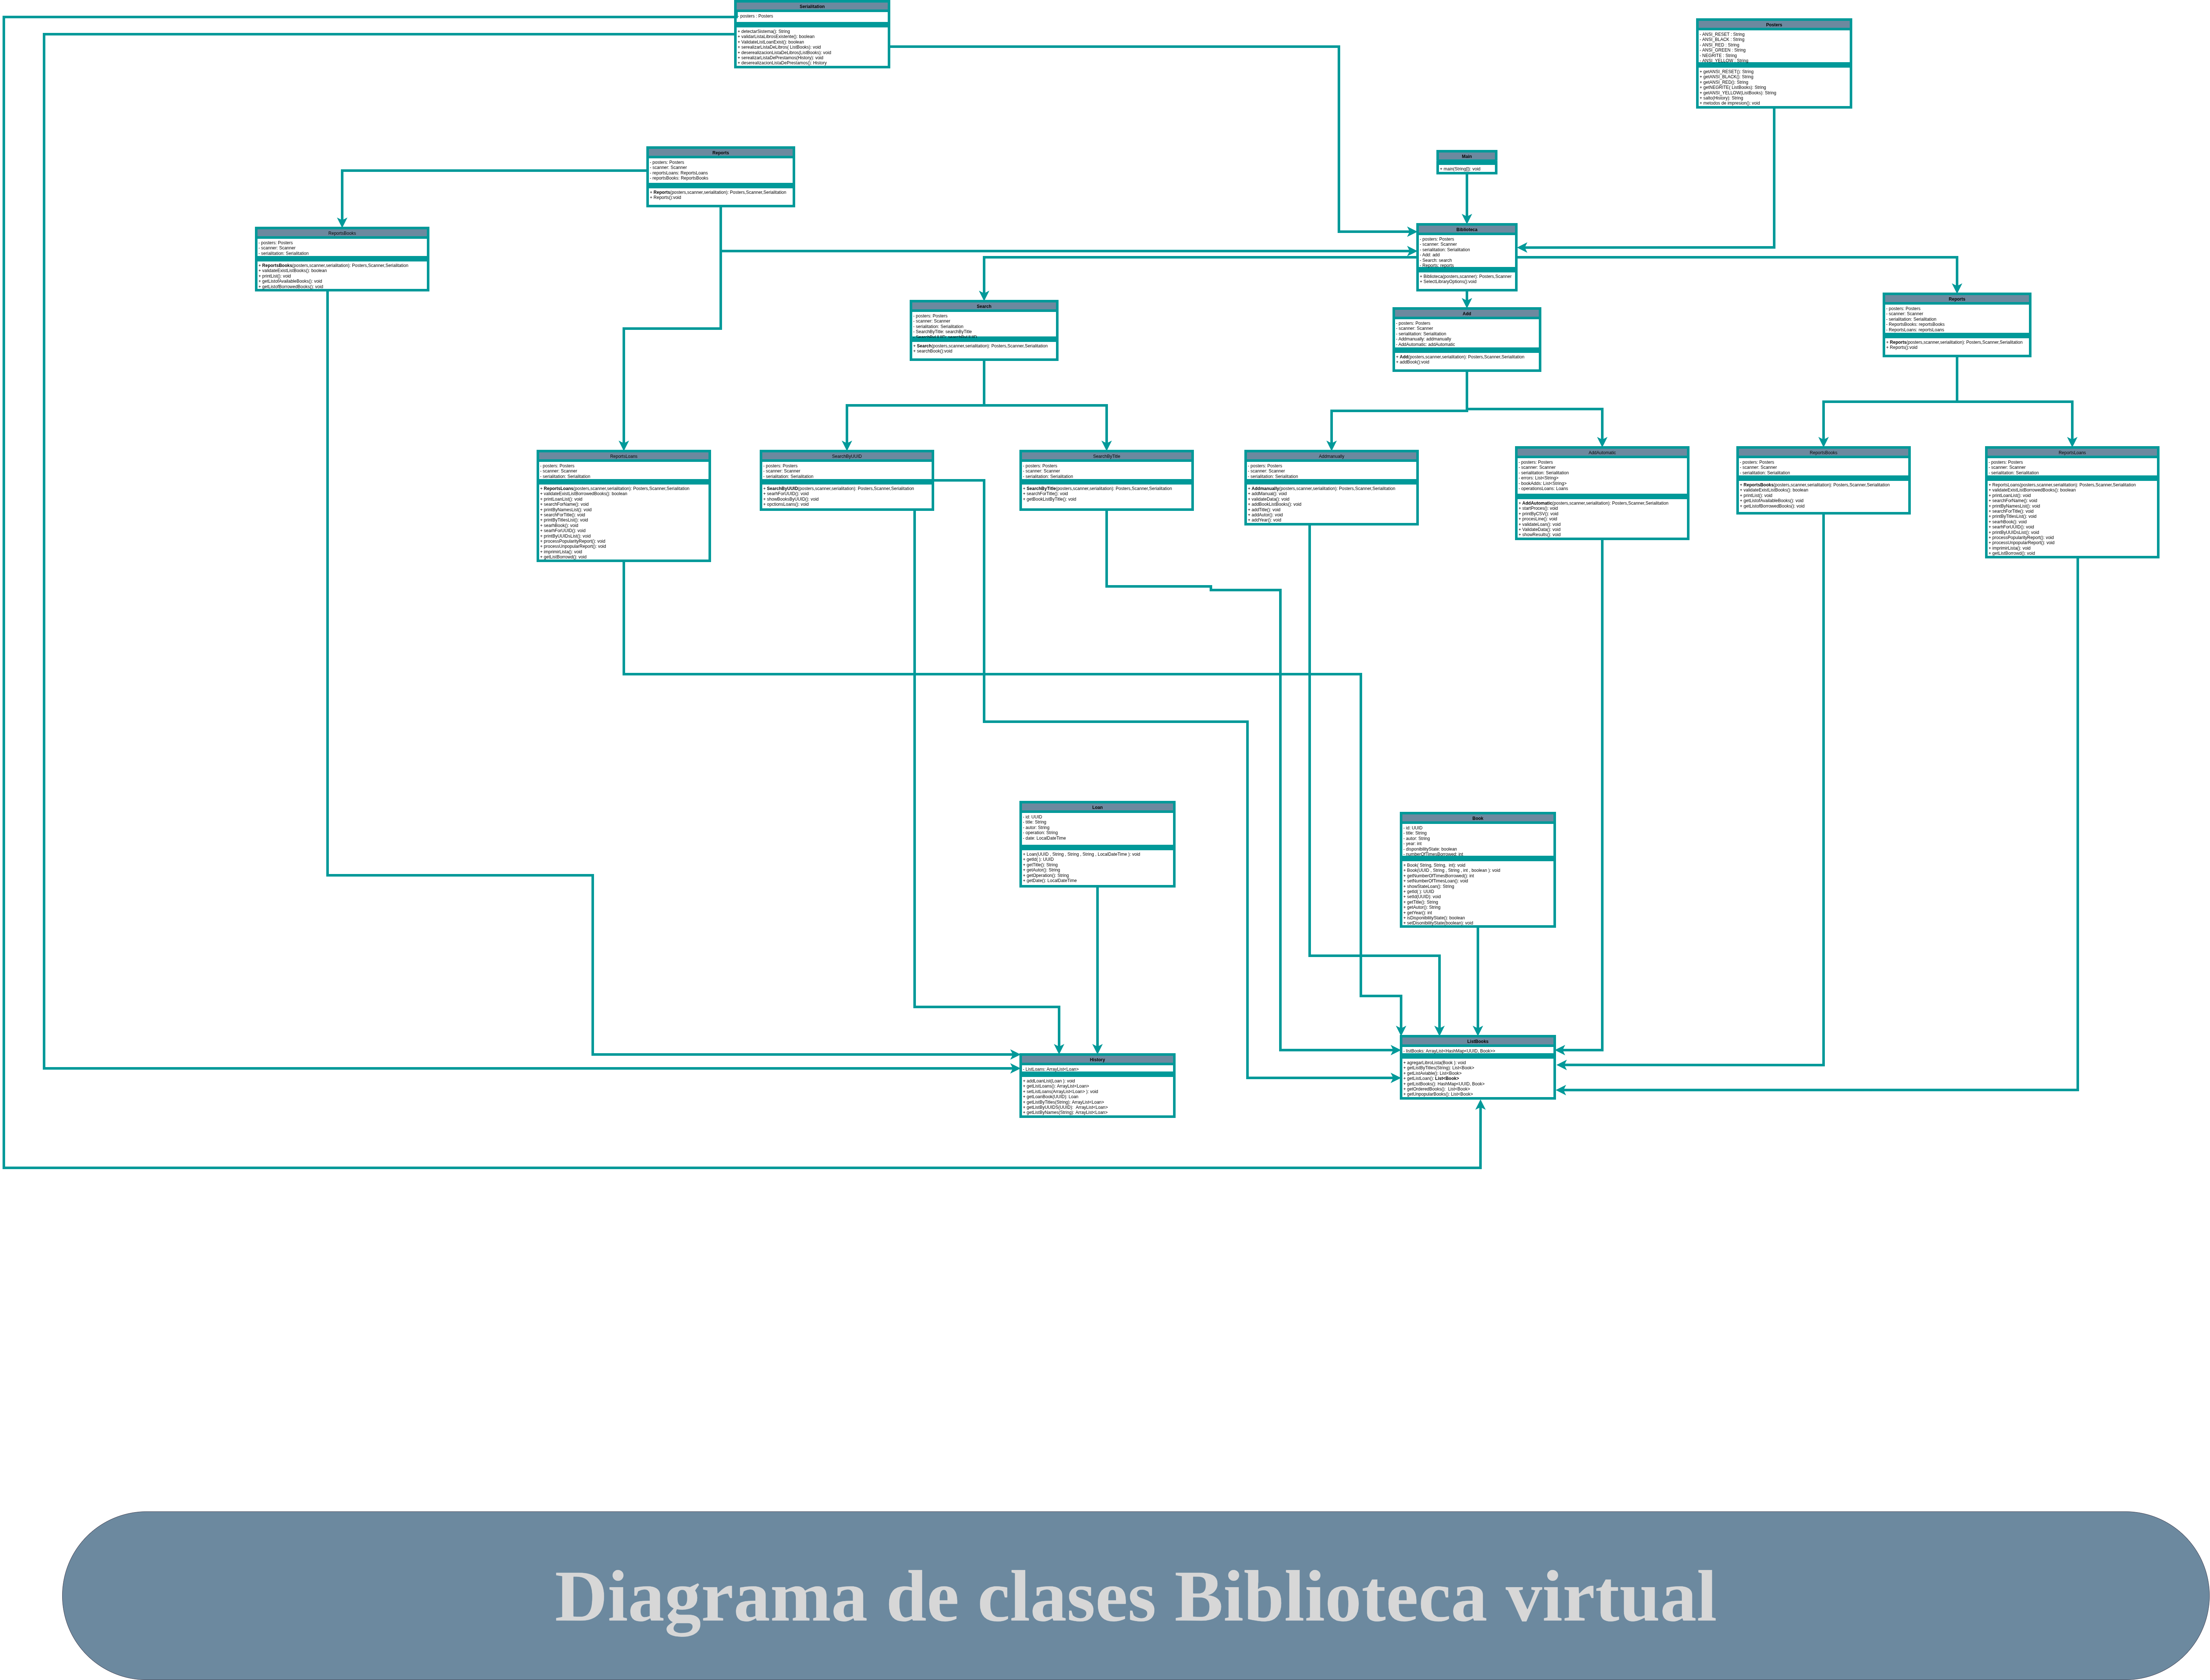 Serialitation
- posters : Posters
+ detectarSistema(): String
+ validarListaLibrosExistente(): boolean
+ ValidateListLoanExist(): boolean
+ serealizarListaDeLibros( ListBooks): void
+ deserealizacionListaDeLibros(ListBooks): void
+ serealizarListaDePrestamos(History): void
+ deserealizacionListaDePrestamos(): History
Posters
- ANSI_RESET : String
- ANSI_BLACK : String
- ANSI_RED : String
- ANSI_GREEN : String
- NEGRITE : String
- ANSI_YELLOW : String
+ getANSI_RESET(): String
+ getANSI_BLACK(): String
+ getANSI_RED(): String
+ getNEGRITE( ListBooks): String
+ getANSI_YELLOW(ListBooks): String
+ salto(History): String
+ metodos de impresion(): void
Reports
- posters: Posters
- scanner: Scanner
- reportsLoans: ReportsLoans
- reportsBooks: ReportsBooks
+ Reports(posters,scanner,serialitation): Posters,Scanner,Serialitation
+ Reports():void
Main
+ main(String[]): void
ReportsBooks
- posters: Posters
- scanner: Scanner
- serialitation: Serialitation
+ ReportsBooks(posters,scanner,serialitation): Posters,Scanner,Serialitation
+ validateExistListBooks(): boolean
+ printList(): void
+ getListofAvaliableBooks(): void
+ getListofBorrowedBooks(): void
Biblioteca
- posters: Posters
- scanner: Scanner
- serialitation: Serialitation
- Add: add
- Search: search
- Reports: reports
+ Biblioteca(posters,scanner): Posters,Scanner
+ SelectLibraryOptions():void
Search
- posters: Posters
- scanner: Scanner
- serialitation: Serialitation
- SearchByTitle: searchByTitle
- SearchByUUID: searchByUUID
+ Search(posters,scanner,serialitation): Posters,Scanner,Serialitation
+ searchBook():void
Add
- posters: Posters
- scanner: Scanner
- serialitation: Serialitation
- Addmanually: addmanually
- AddAutomatic: addAutomatic
+ Add(posters,scanner,serialitation): Posters,Scanner,Serialitation
+ addBook():void
Reports
- posters: Posters
- scanner: Scanner
- serialitation: Serialitation
- ReportsBooks: reportsBooks
- ReportsLoans: reportsLoans
+ Reports(posters,scanner,serialitation): Posters,Scanner,Serialitation
+ Reports():void
ReportsLoans
- posters: Posters
- scanner: Scanner
- serialitation: Serialitation
+ ReportsLoans(posters,scanner,serialitation): Posters,Scanner,Serialitation
+ validateExistListBorrowedBooks(): boolean
+ printLoanList(): void
+ searchForName(): void
+ printByNamesList(): void
+ searchForTitle(): void
+ printByTitlesList(): void
+ searhBook(): void
+ searhForUUID(): void
+ printByUUIDsList(): void
+ processPopularityReport(): void
+ processUnpopularReport(): void
+ imprimirLista(): void
+ getListBorrowd(): void
SearchByUUID
- posters: Posters
- scanner: Scanner
- serialitation: Serialitation
+ SearchByUUID(posters,scanner,serialitation): Posters,Scanner,Serialitation
+ searhForUUID(): void
+ showBooksByUUID(): void
+ opctionnLoans(): void
SearchByTitle
- posters: Posters
- scanner: Scanner
- serialitation: Serialitation
+ SearchByTitle(posters,scanner,serialitation): Posters,Scanner,Serialitation
+ searchForTitle(): void
+ getBookListByTitle(): void
AddManually
- posters: Posters
- scanner: Scanner
- serialitation: Serialitation
+ Addmanually(posters,scanner,serialitation): Posters,Scanner,Serialitation
+ addManual(): void
+ validateData(): void
+ addBookListBooks(): void
+ addTitle(): void
+ addAutor(): void
+ addYear(): void
AddAutomatic
- posters: Posters
- scanner: Scanner
- serialitation: Serialitation
- errors: List<String>
- bookAdds: List<String>
- operationsLoans: Loans
+ AddAutomatic(posters,scanner,serialitation): Posters,Scanner,Serialitation
+ startProces(): void
+ printByCSV(): void
+ procesLine(): void
+ validateLoan(): void
+ ValidateData(): void
+ showResults(): void
ReportsBooks
- posters: Posters
- scanner: Scanner
- serialitation: Serialitation
+ ReportsBooks(posters,scanner,serialitation): Posters,Scanner,Serialitation
+ validateExistListBooks(): boolean
+ printList(): void
+ getListofAvaliableBooks(): void
+ getListofBorrowedBooks(): void
ReportsLoans
- posters: Posters
- scanner: Scanner
- serialitation: Serialitation
+ ReportsLoans(posters,scanner,serialitation): Posters,Scanner,Serialitation
+ validateExistListBorrowedBooks(): boolean
+ printLoanList(): void
+ searchForName(): void
+ printByNamesList(): void
+ searchForTitle(): void
+ printByTitlesList(): void
+ searhBook(): void
+ searhForUUID(): void
+ printByUUIDsList(): void
+ processPopularityReport(): void
+ processUnpopularReport(): void
+ imprimirLista(): void
+ getListBorrowd(): void
Loan
- id: UUID
- title: String
- autor: String
- operation: String
- date: LocalDateTime
+ Loan(UUID , String , String , String , LocalDateTime ): void
+ getId( ): UUID
+ getTitle(): String
+ getAutor(): String
+ getOperation(): String
+ getDate(): LocalDateTime
Book
- id: UUID
- title: String
- autor: String
- year: int
- disponibilityState: boolean
- numberOfTimesBorrowed: int
+ Book( String, String, int): void
+ Book(UUID , String , String , int , boolean ): void
+ getNumberOfTimesBorrowed(): int
+ setNumberOfTimesLoan(): void
+ showStateLoan(): String
+ getId( ): UUID
+ setId(UUID): void
+ getTitle(): String
+ getAutor(): String
+ getYear(): int
+ isDisponibilityState(): boolean
+ setDisponibilityState(boolean): void
History
- ListLoans: ArrayList<Loan>
+ addLoanList(Loan ): void
+ getListLoans(): ArrayList<Loan>
+ setListLoans(ArrayList<Loan> ): void
+ getLoanBook(UUID): Loan
+ getListByTitles(String): ArrayList<Loan>
+ getListByUUIDS(UUID): ArrayList<Loan>
+ getListByNames(String): ArrayList<Loan>
ListBooks
- listBooks: ArrayList<HashMap<UUID, Book>>
+ agregarLibroLista(Book ): void
+ getListByTitles(String): List<Book>
+ getListAviable(): List<Book>
+ getListLoan(): List<Book>
+ getListBooks(): HashMap<UUID, Book>
+ getOrderedBooks(): List<Book>
+ getUnpopularBooks(): List<Book>
Diagrama de clases Biblioteca virtual